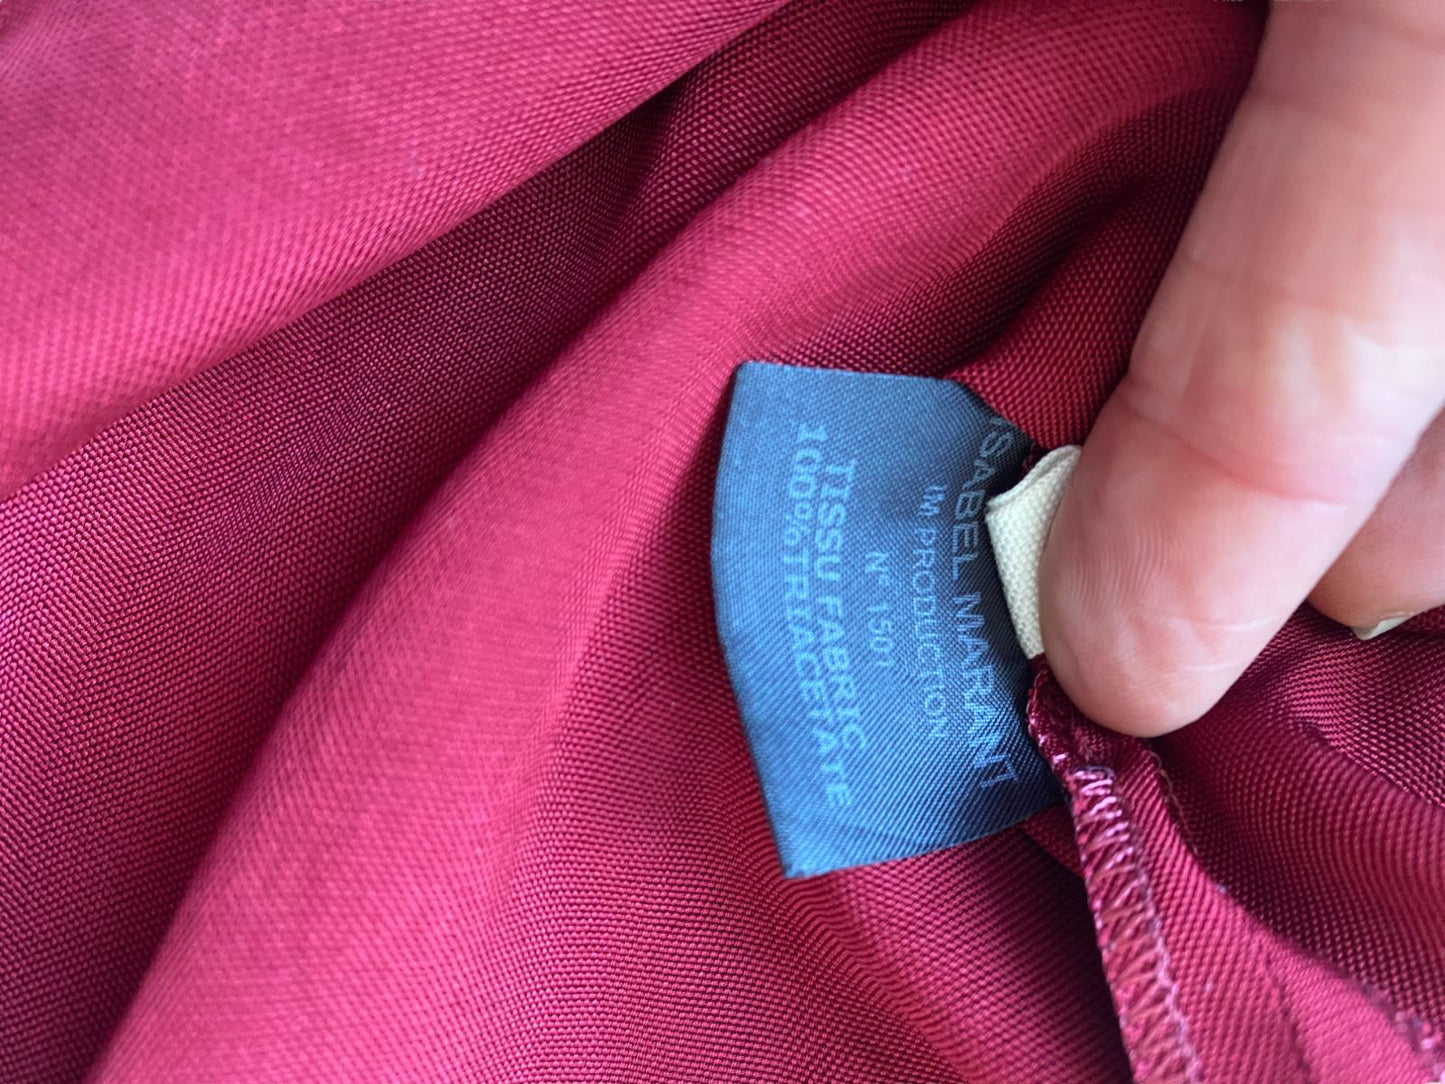 ISABEL MARANT
IM PRODUCTION
N° 1501
TISSU FABRIC
100%TRIACETATE